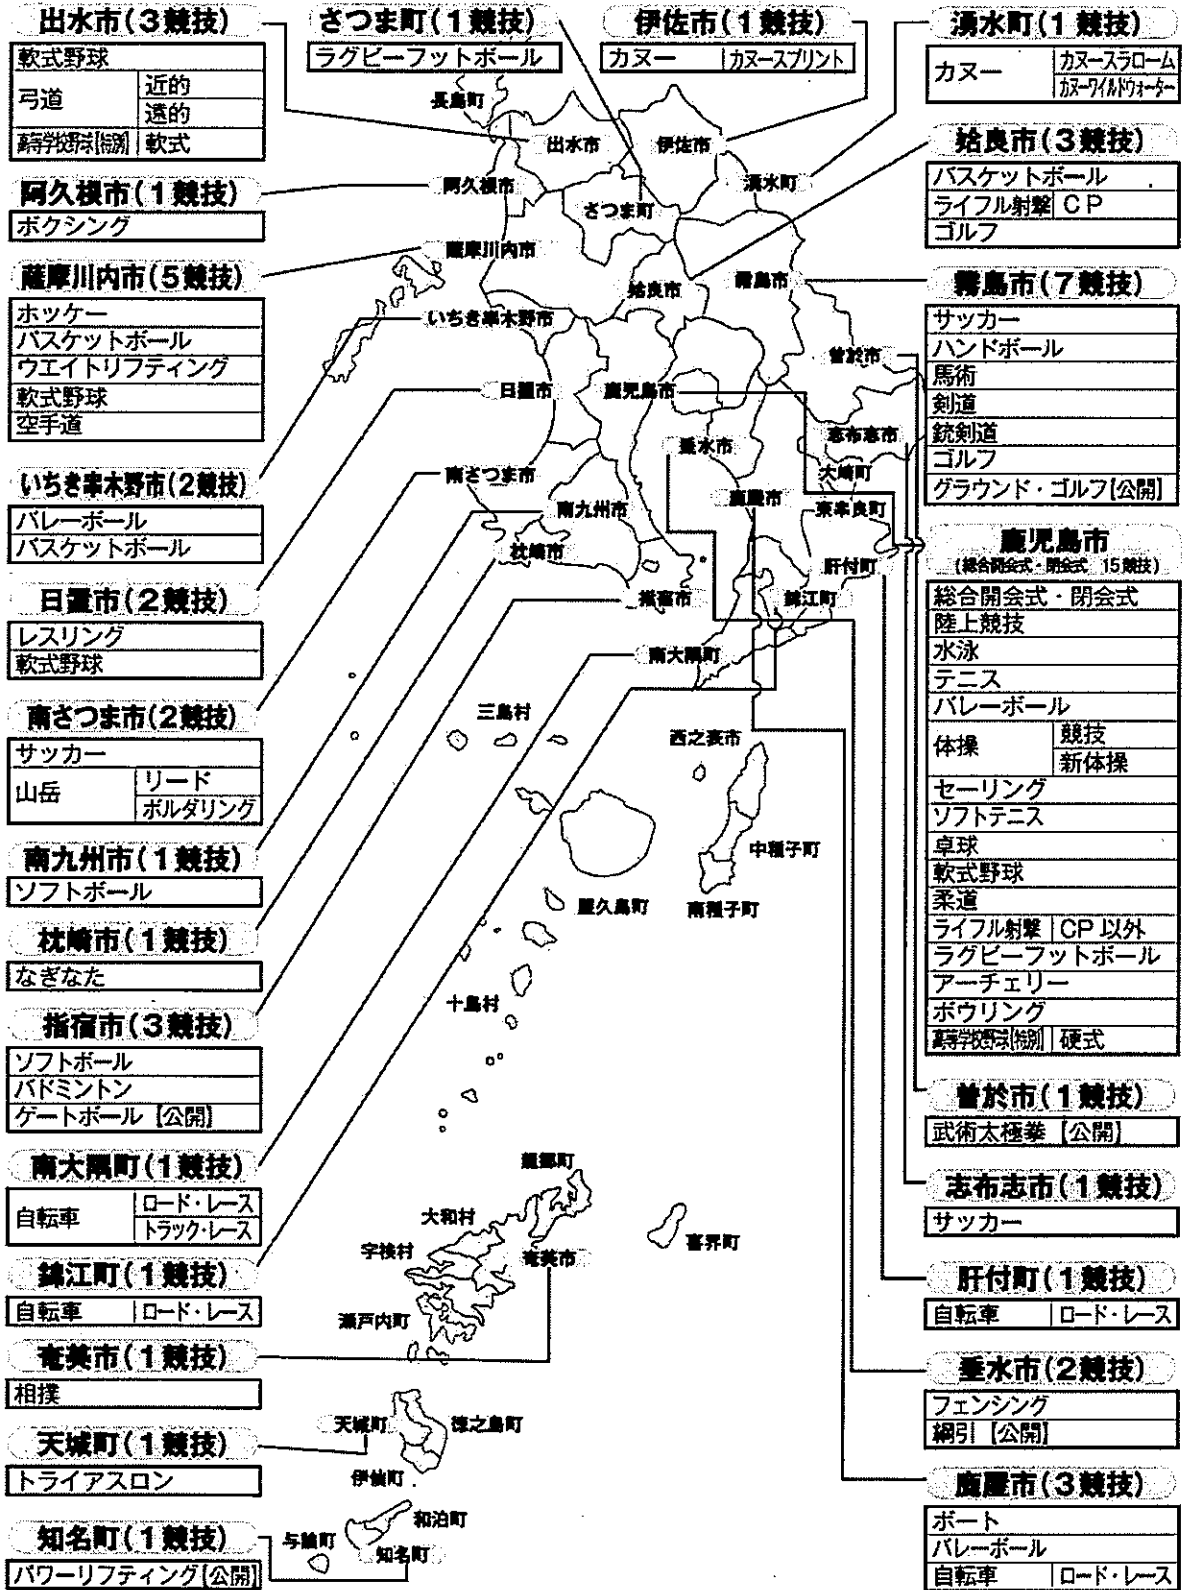 出水市(3競技)
軟式野球
弓道 近的
遠的
高等学校野球[特別] 軟式
阿久根市(1競技)
ボクシング
薩摩川内市(5競技)
ホッケー
バスケットボール
ウエイトリフティング
軟式野球
空手道
いちき串木野市(2競技)
バレーボール
バスケットボール
日置市(2競技)
レスリング
軟式野球
南さつま市(2競技)
サッカー
山岳 リード
ボルダリング
南九州市(1競技)
ソフトボール
枕崎市(1競技)
なぎなた
指宿市(3競技)
ソフトボール
バドミントン
ゲートボール【公開】
南大隅町(1競技)
自転車 ロード・レース
トラック・レース
錦江町(1競技)
自転車 ロード・レース
奄美市(1競技)
相撲
天城町(1競技)
トライアスロン
知名町(1競技)
パワーリフティング[公開]
さつま町(1競技)
ラグビーフットボール
伊佐市(1競技)
カヌー カヌースプリント
長島町
出水市
伊佐市
阿久根市
湧水町
さつま町
薩摩川内市
姶良市
霧島市
いちき串木野市
曽於市
日置市
鹿児島市
志布志市
垂水市
大崎町
南さつま市
鹿屋市
東串良町
南九州市
枕崎市
肝付町
指宿市
錦江町
南大隅町
三島村
西之表市
中種子町
屋久島町
南種子町
十島村
龍郷町
大和村
宇検村
奄美市
喜界町
瀬戸内町
天城町
徳之島町
伊仙町
和泊町
与論町
知名町
湧水町(1競技)
カヌー カヌースラローム
カヌーワイルドウォーター
姶良市(3競技)
バスケットボール
ライフル射撃 CP
ゴルフ
霧島市(7競技)
サッカー
ハンドボール
馬術
剣道
銃剣道
ゴルフ
グラウンド・ゴルフ[公開]
鹿児島市
(総合開会式・閉会式 15競技)
総合開会式・閉会式
陸上競技
水泳
テニス
バレーボール
体操 競技
新体操
セーリング
ソフトテニス
卓球
軟式野球
柔道
ライフル射撃 CP以外
ラグビーフットボール
アーチェリー
ボウリング
高等学校野球[特別] 硬式
曽於市(1競技)
武術太極拳【公開】
志布志市(1競技)
サッカー
肝付町(1競技)
自転車 ロード・レース
垂水市(2競技)
フェンシング
綱引【公開】
鹿屋市(3競技)
ボート
バレーボール
自転車 ロード・レース